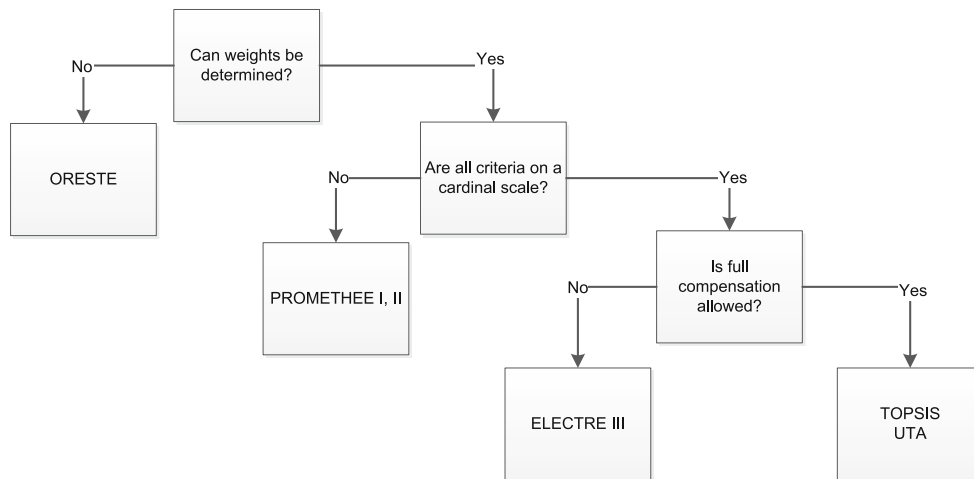 Can weights be
determined?
No
Yes
ORESTE
Are all criteria on a
cardinal scale?
No
Yes
PROMETHEE I, II
Is full
compensation
allowed?
No
Yes
ELECTRE III
TOPSIS
UTA